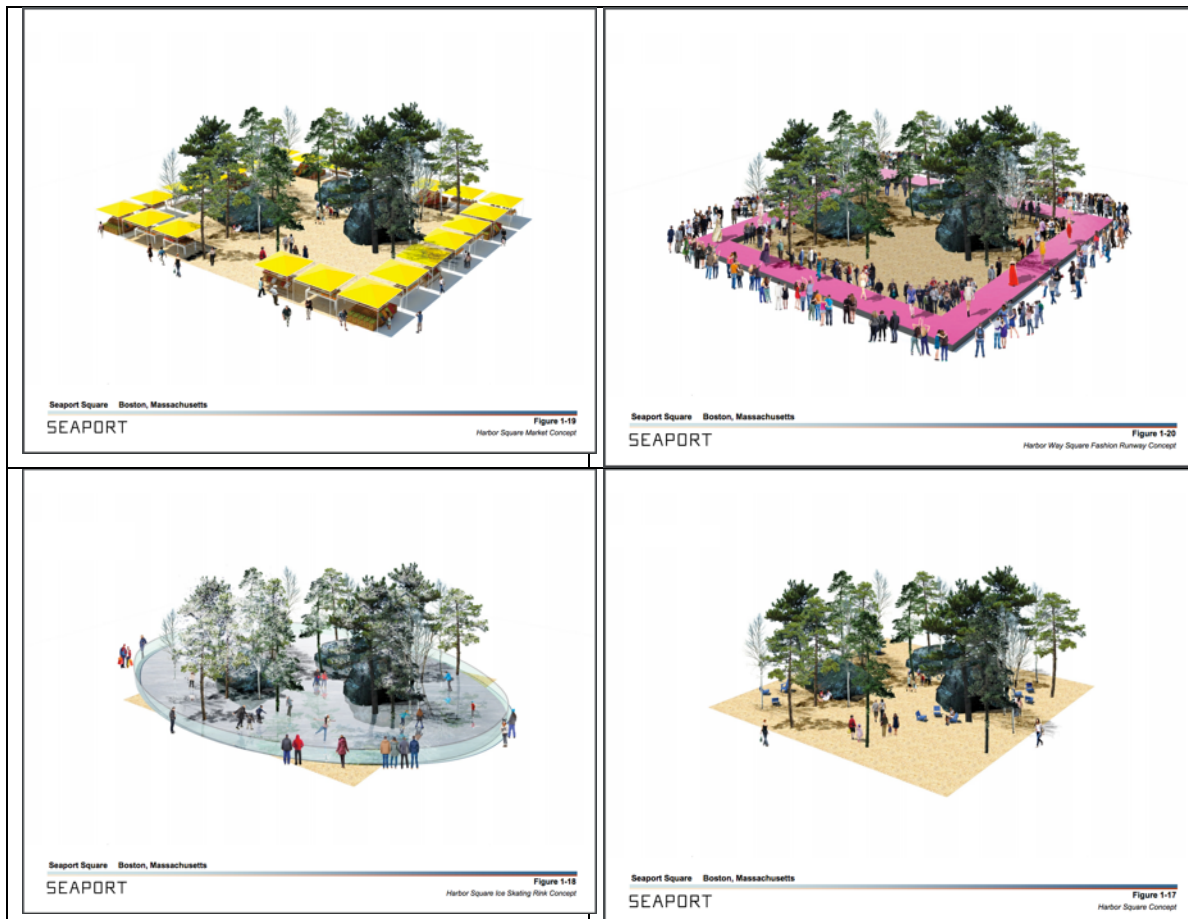 Seaport Square Boston, Massachusetts
Figure 1-19
SEAPORT
Harbor Square Market Concept
Seaport Square Boston, Massachusetts
Figure 1-20
SEAPORT
Harbor Way Square Fashion Runway Concept
Seaport Square Boston, Massachusetts
Figure 1-18
SEAPORT
Harbor Square Ice Skating Rink Concept
Seaport Square Boston, Massachusetts
Figure 1-17
SEAPORT
Harbor Square Concept